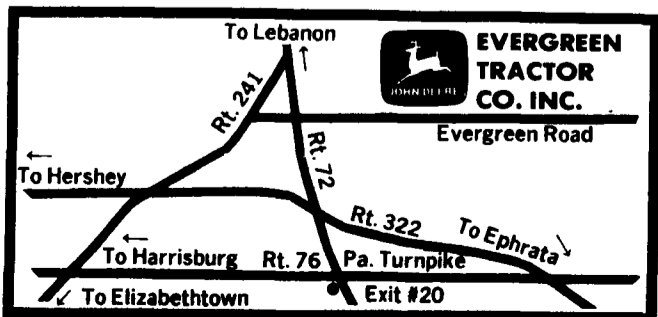 To Lebanon
EVERGREEN
TRACTOR
CO. INC.
JOHN DEERE
Rt. 241
Evergreen Road
Rt. 72
To Hershey
Rt. 322
To Ephrata
To Harrisburg
Rt. 76
Pa. Turnpike
To Elizabethtown
Exit #20